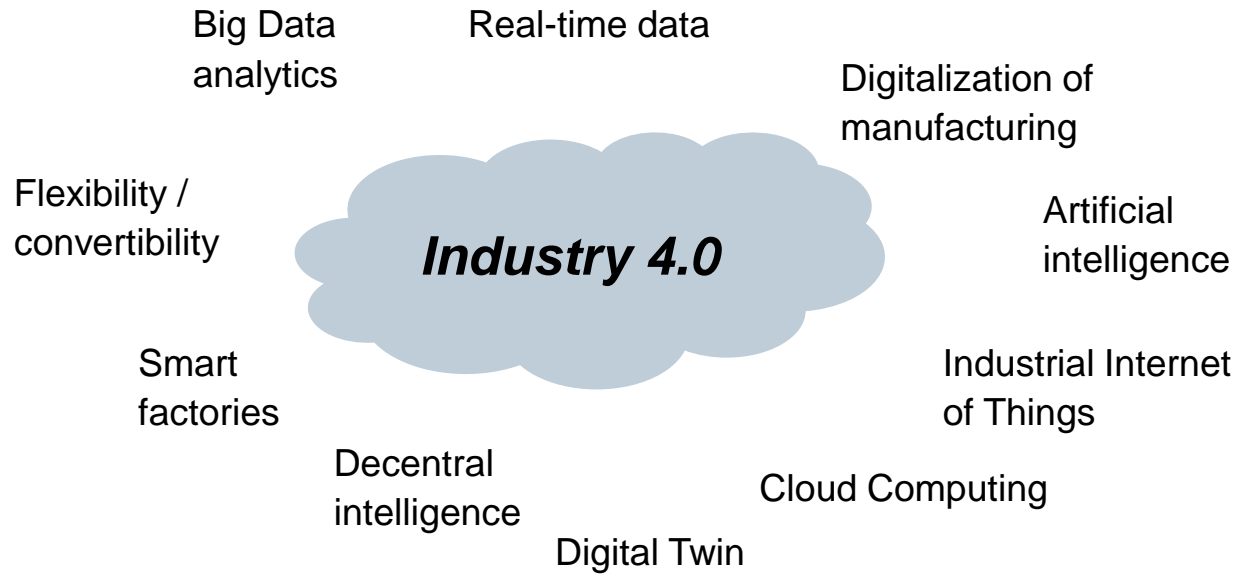 Big Data
analytics
Real-time data
Digitalization of
manufacturing
Flexibility /
convertibility
Industry 4.0
Artificial
intelligence
Smart
factories
Industrial Internet
of Things
Decentral
intelligence
Cloud Computing
Digital Twin